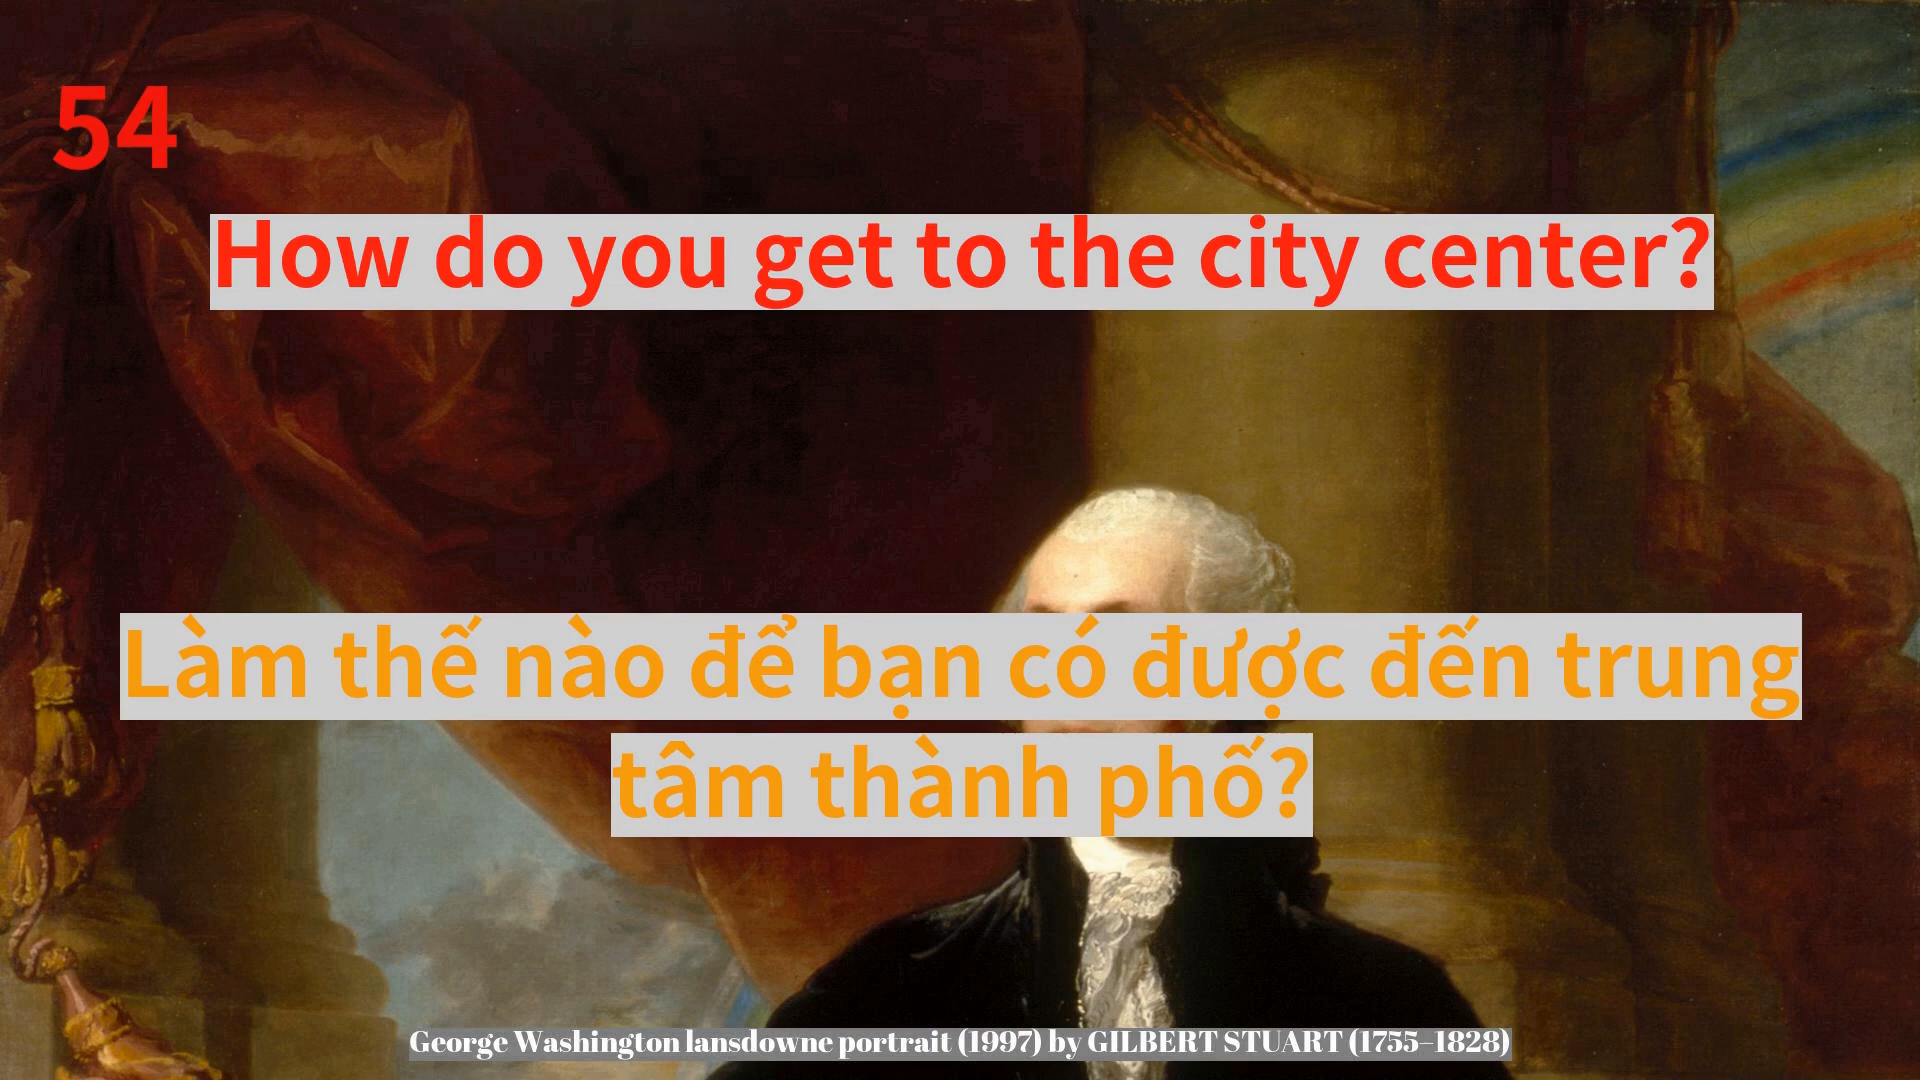 54
How do you get to the city center?
Làm thế nào để bạn có được đến trung
tâm thành phố?
George Washington lansdowne portrait (1997) by GILBERT STUART (1755–1828)